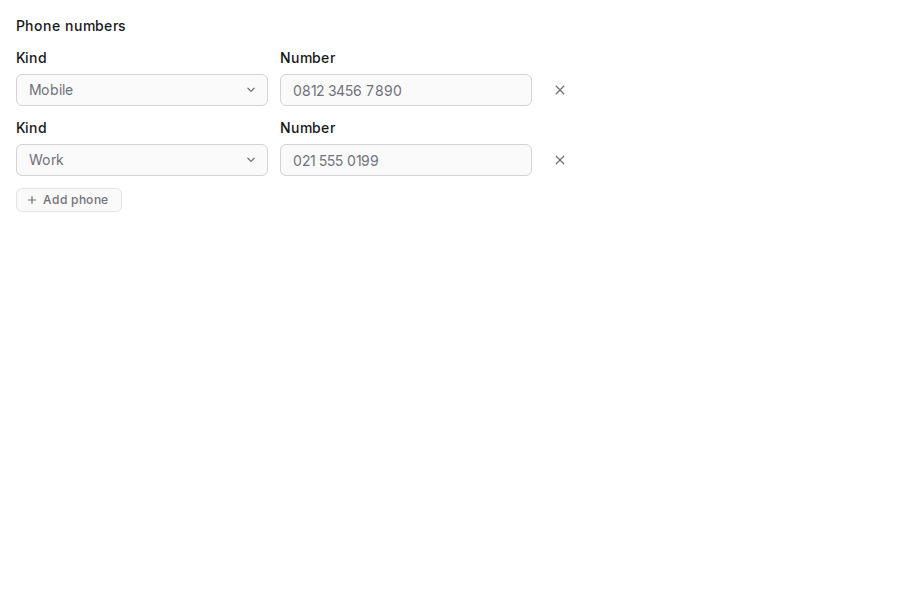 Phone numbers
Kind Number
Mobile 0812 3456 7890
Kind Number
Work 021 555 0199
+ Add phone